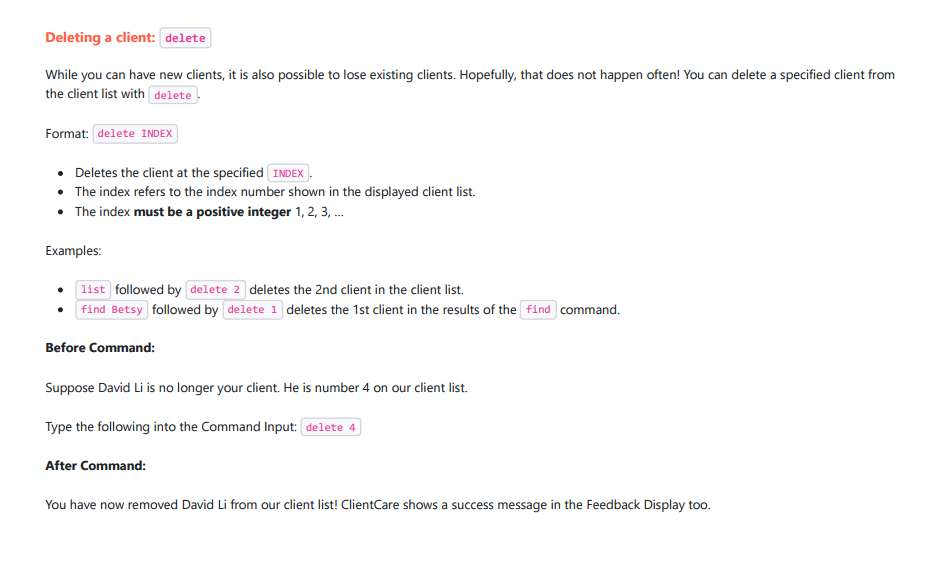 Deleting a client: delete
While you can have new clients, it is also possible to lose existing clients. Hopefully, that does not happen often! You can delete a specified client from
the client list with delete.
Format: delete INDEX
• Deletes the client at the specified INDEX.
• The index refers to the index number shown in the displayed client list.
• The index must be a positive integer 1, 2, 3, …
Examples:
• list followed by delete 2 deletes the 2nd client in the client list.
• find Betsy followed by delete 1 deletes the 1st client in the results of the find command.
Before Command:
Suppose David Li is no longer your client. He is number 4 on our client list.
Type the following into the Command Input: delete 4
After Command:
You have now removed David Li from our client list! ClientCare shows a success message in the Feedback Display too.